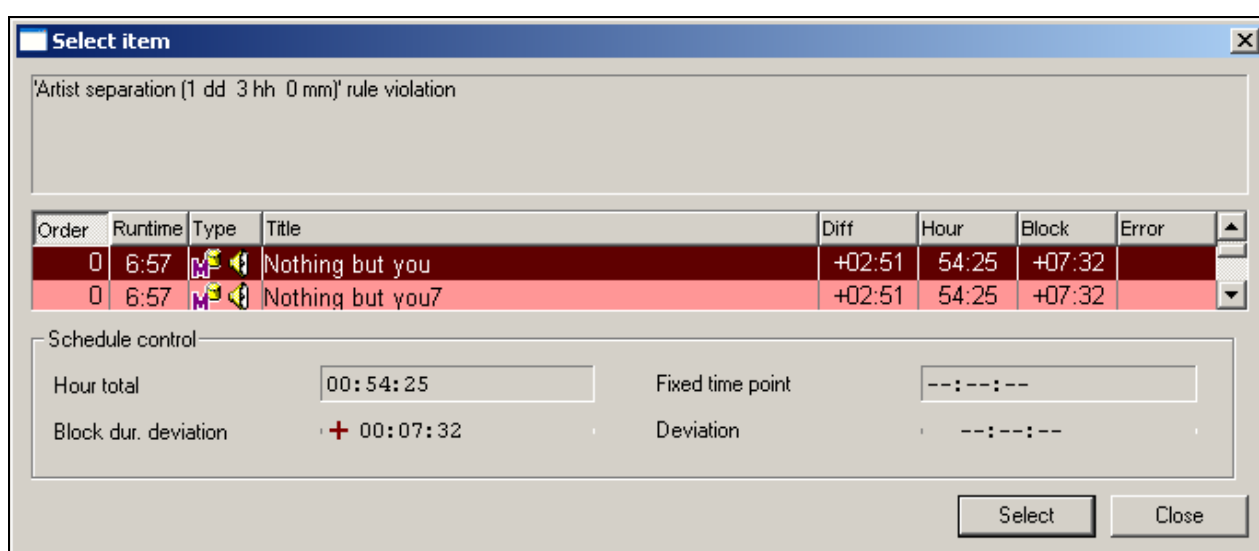 Select item
'Artist separation (1 dd 3 hh 0 mm)' rule violation
Order Runtime Type Title Diff Hour Block Error
0 6:57 M Nothing but you +02:51 54:25 +07:32
0 6:57 M Nothing but you7 +02:51 54:25 +07:32
Schedule control
Hour total 00:54:25 Fixed time point --:--:--
Block dur. deviation + 00:07:32 Deviation --:--:--
Select Close